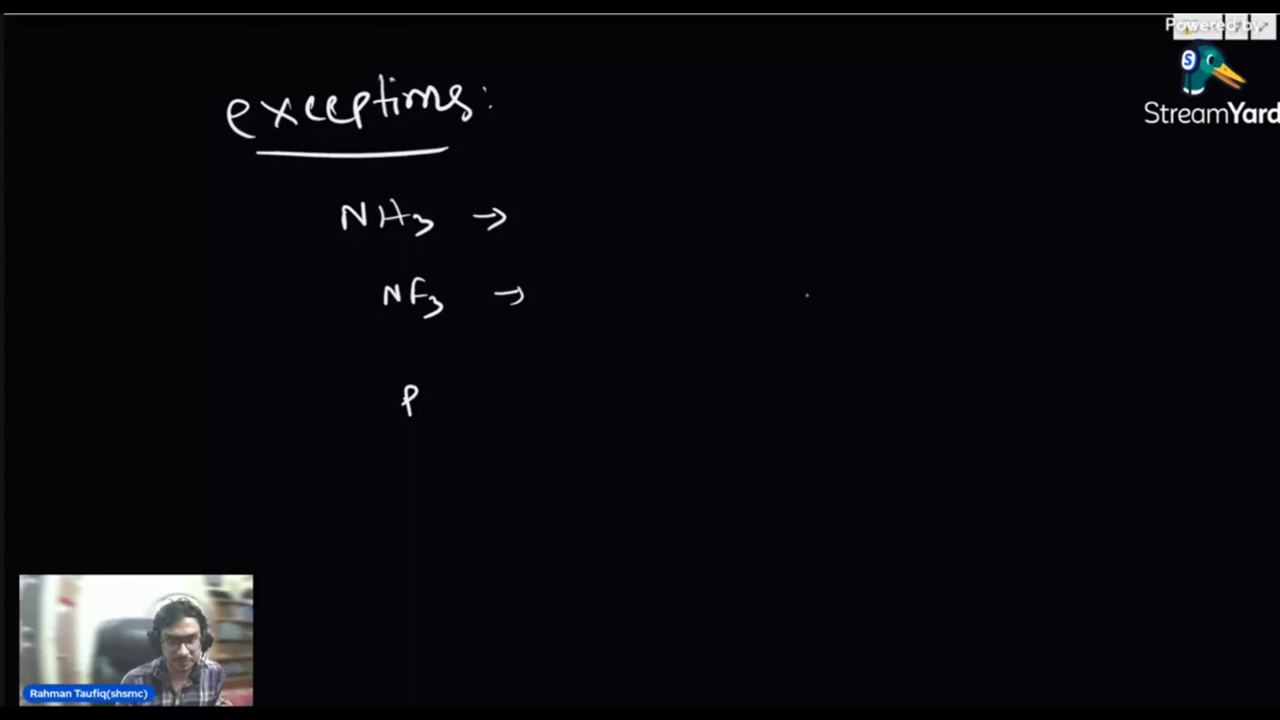 Powered by
StreamYard
exceptions:
NH3 →
NF3 →
P
Rahman Taufiq(shsmc)